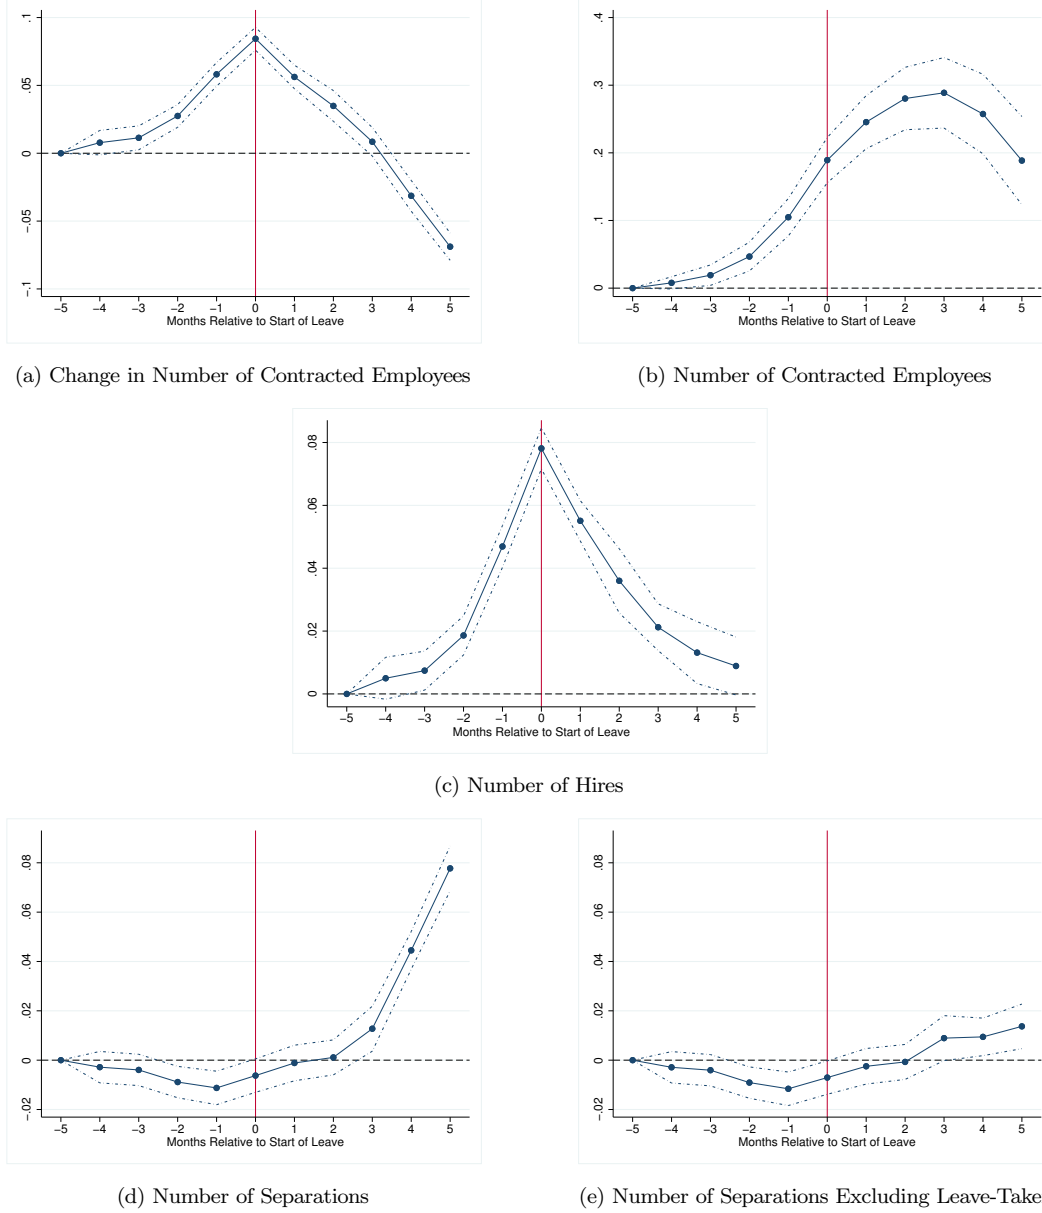 .1
.05
0
−.05
−.1
−5 −4 −3 −2 −1 0 1 2 3 4 5
Months Relative to Start of Leave
(a) Change in Number of Contracted Employees
.4
.3
.2
.1
0
−5 −4 −3 −2 −1 0 1 2 3 4 5
Months Relative to Start of Leave
(b) Number of Contracted Employees
.08
.06
.04
.02
0
−5 −4 −3 −2 −1 0 1 2 3 4 5
Months Relative to Start of Leave
(c) Number of Hires
.08
.06
.04
.02
0
−.02
−5 −4 −3 −2 −1 0 1 2 3 4 5
Months Relative to Start of Leave
(d) Number of Separations
.08
.06
.04
.02
0
−.02
−5 −4 −3 −2 −1 0 1 2 3 4 5
Months Relative to Start of Leave
(e) Number of Separations Excluding Leave-Take